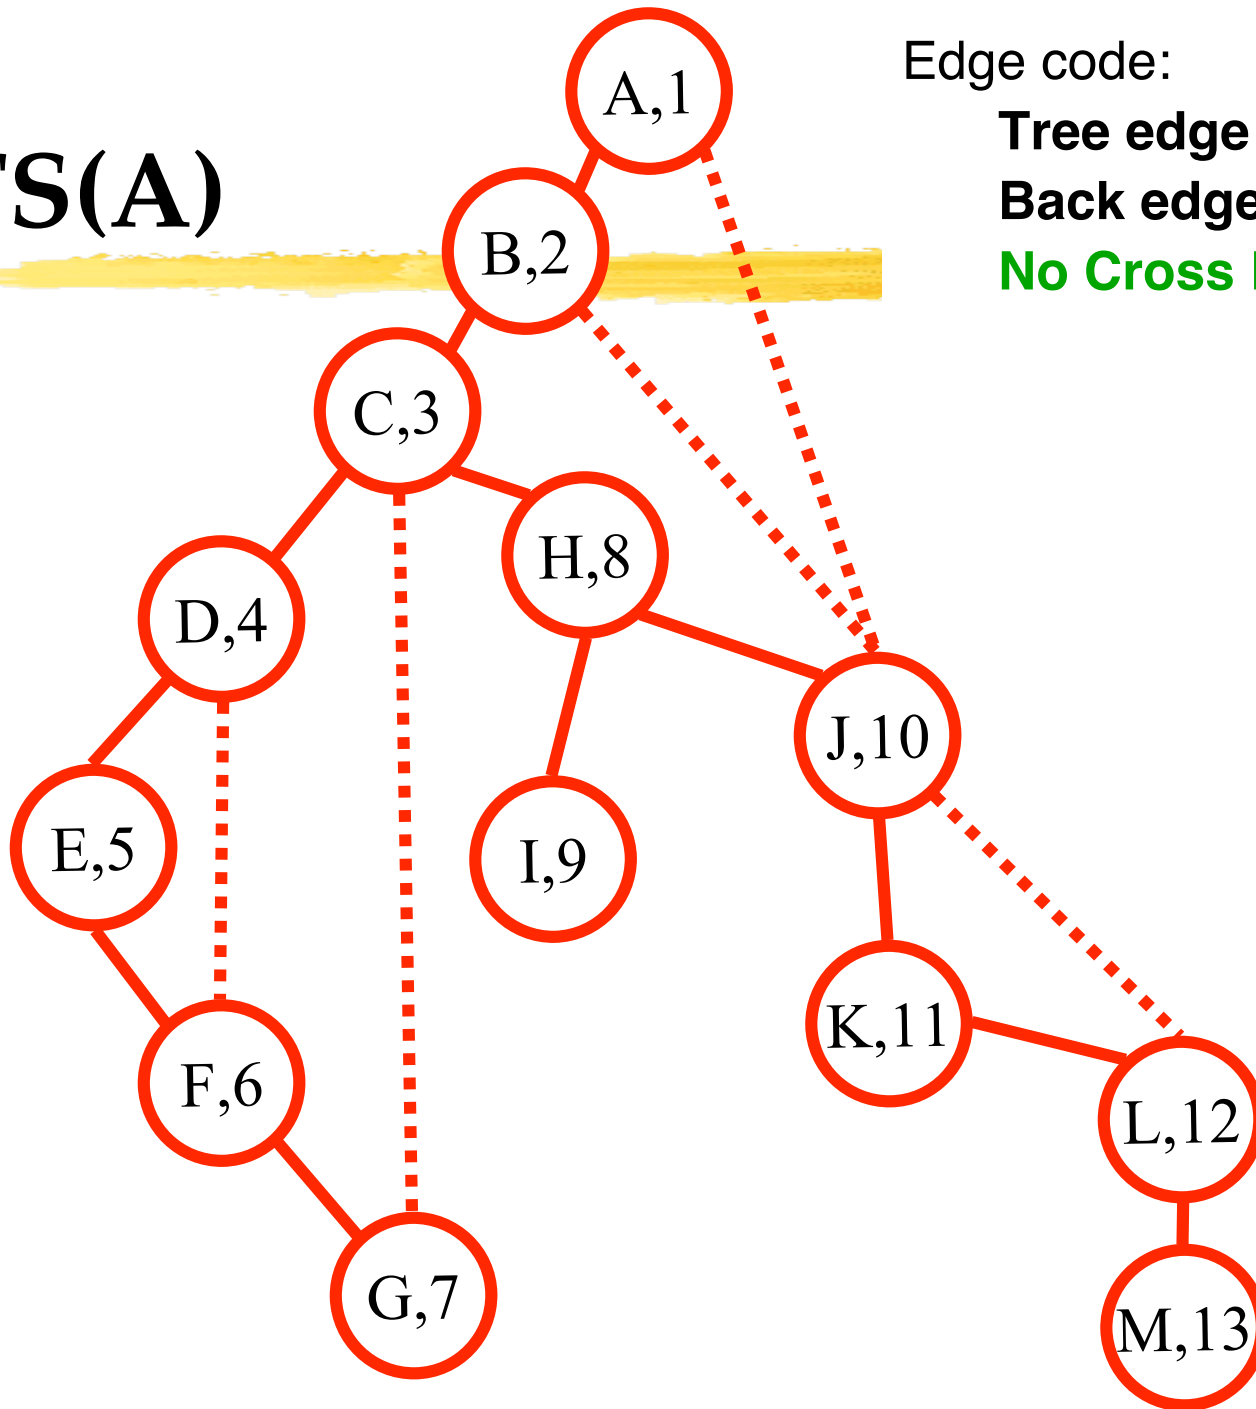 A,1
Edge code:
Tree edge
FS(A)
Back edge
B,2
No Cross
C,3
H,8
D,4
J,10
E,5
I,9
K,11
F,6
L,12
G,7
M,13